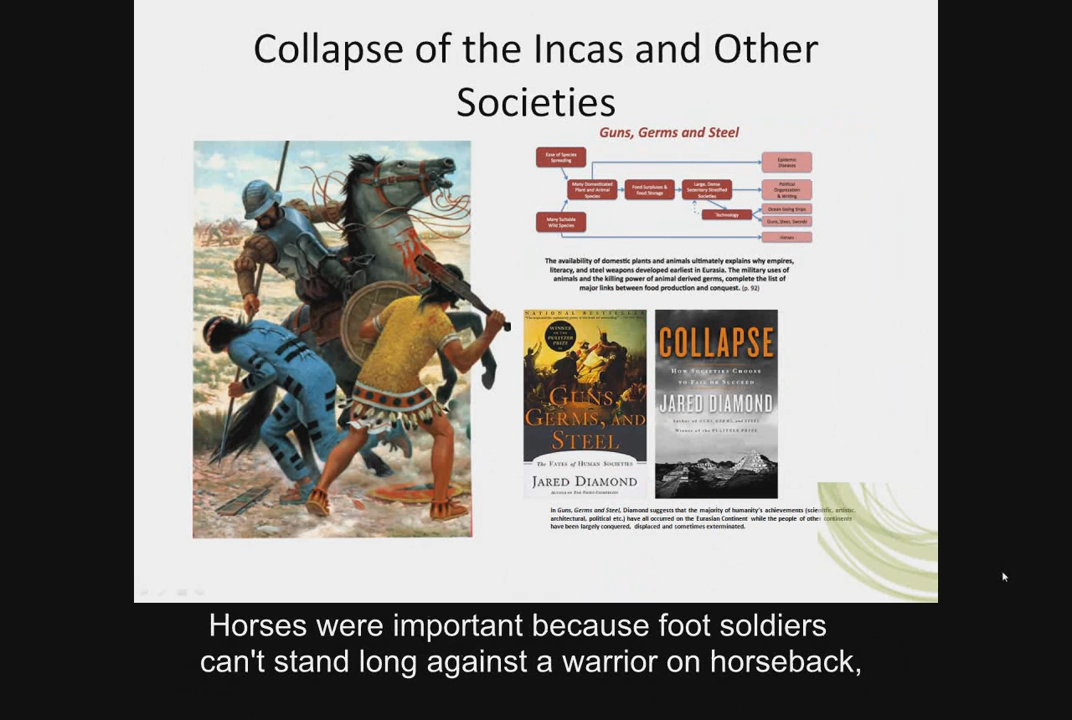 Collapse of the Incas and Other
Societies
Guns, Germs and Steel
Ease of Species
Spreading
Many Suitable
Wild Species
Many Domesticated
Plant and Animal
Species
Food Surpluses &
Food Storage
Large, Dense
Sedentary Stratified
Societies
Technology
Epidemic
Diseases
Political
Organization
& Writing
Ocean Going Ships
Guns, Steel, Swords
Horses
The availability of domestic plants and animals ultimately explains why empires,
literacy, and steel weapons developed earliest in Eurasia. The military uses of
animals and the killing power of animal derived germs, complete the list of
major links between food production and conquest. (p. 92)
NATIONAL BESTSELLER
WINNER
OF THE
PULITZER
PRIZE
GUNS,
GERMS, AND
STEEL
THE FATES OF HUMAN SOCIETIES
JARED DIAMOND
COLLAPSE
HOW SOCIETIES CHOOSE
TO FAIL OR SUCCEED
JARED DIAMOND
Author of GUNS, GERMS, AND STEEL
Winner of the PULITZER PRIZE
In Guns, Germs and Steel, Diamond suggests that the majority of humanity's achievements (scientific, artistic,
architectural, political etc.) have all occurred on the Eurasian Continent while the people of other continents
have been largely conquered, displaced and sometimes exterminated.
Horses were important because foot soldiers
can't stand long against a warrior on horseback,